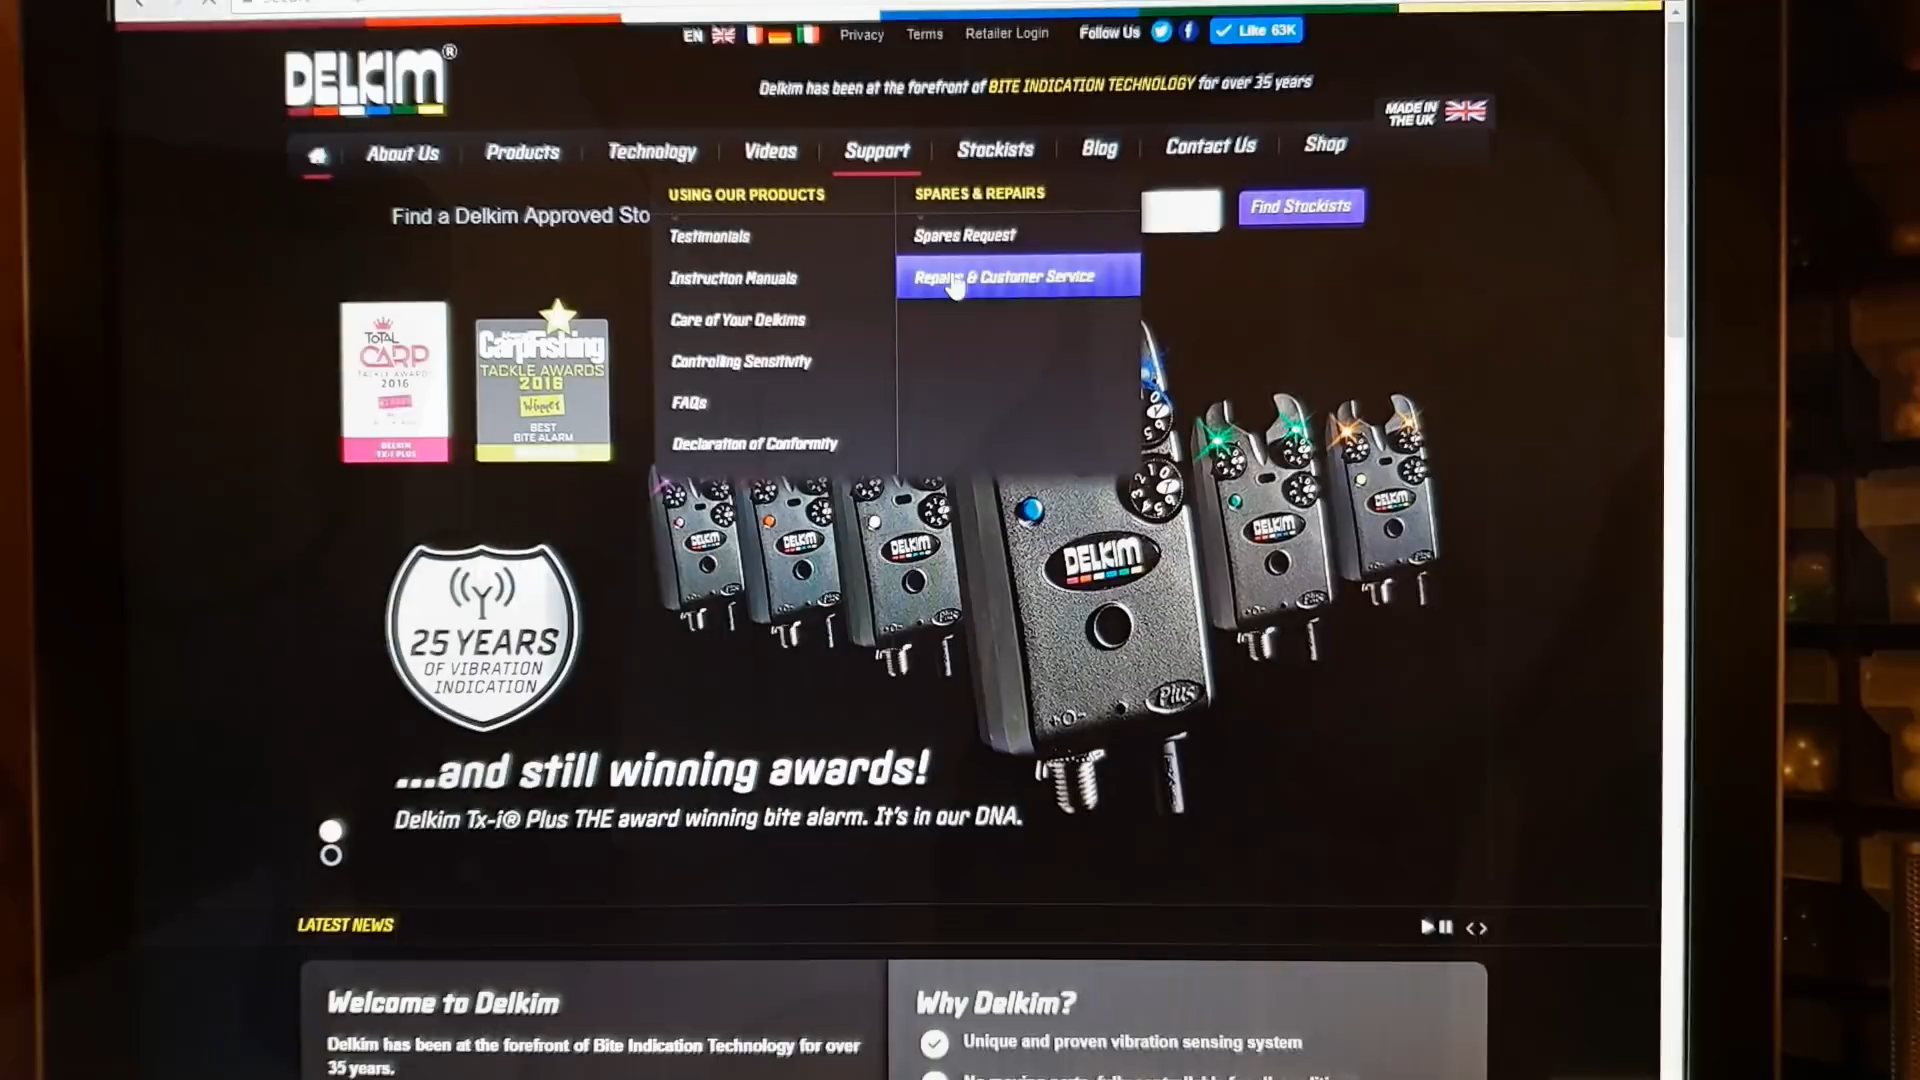 EN Privacy Terms Retailer Login Follow Us Like 63K
DELKIM®
Delkim has been at the forefront of BITE INDICATION TECHNOLOGY for over 35 years
MADE IN
THE UK
About Us Products Technology Videos Support Stockists Blog Contact Us Shop
USING OUR PRODUCTS
SPARES & REPAIRS
Find a Delkim Approved Sto
Find Stockists
Testimonials
Spares Request
Instruction Manuals
Repairs & Customer Service
Care of Your Delkims
Controlling Sensitivity
FAQs
Declaration of Conformity
TOTAL
CARP
TACKLE AWARDS
2016
DELKIM
TX-I PLUS
CarpFishing
TACKLE AWARDS
2016
Winner
BEST
BITE ALARM
DELKIM
DELKIM
DELKIM
DELKIM
Plus
DELKIM
DELKIM
25 YEARS
OF VIBRATION
INDICATION
...and still winning awards!
Delkim Tx-i® Plus THE award winning bite alarm. It's in our DNA.
LATEST NEWS
Welcome to Delkim
Delkim has been at the forefront of Bite Indication Technology for over
35 years.
Why Delkim?
Unique and proven vibration sensing system